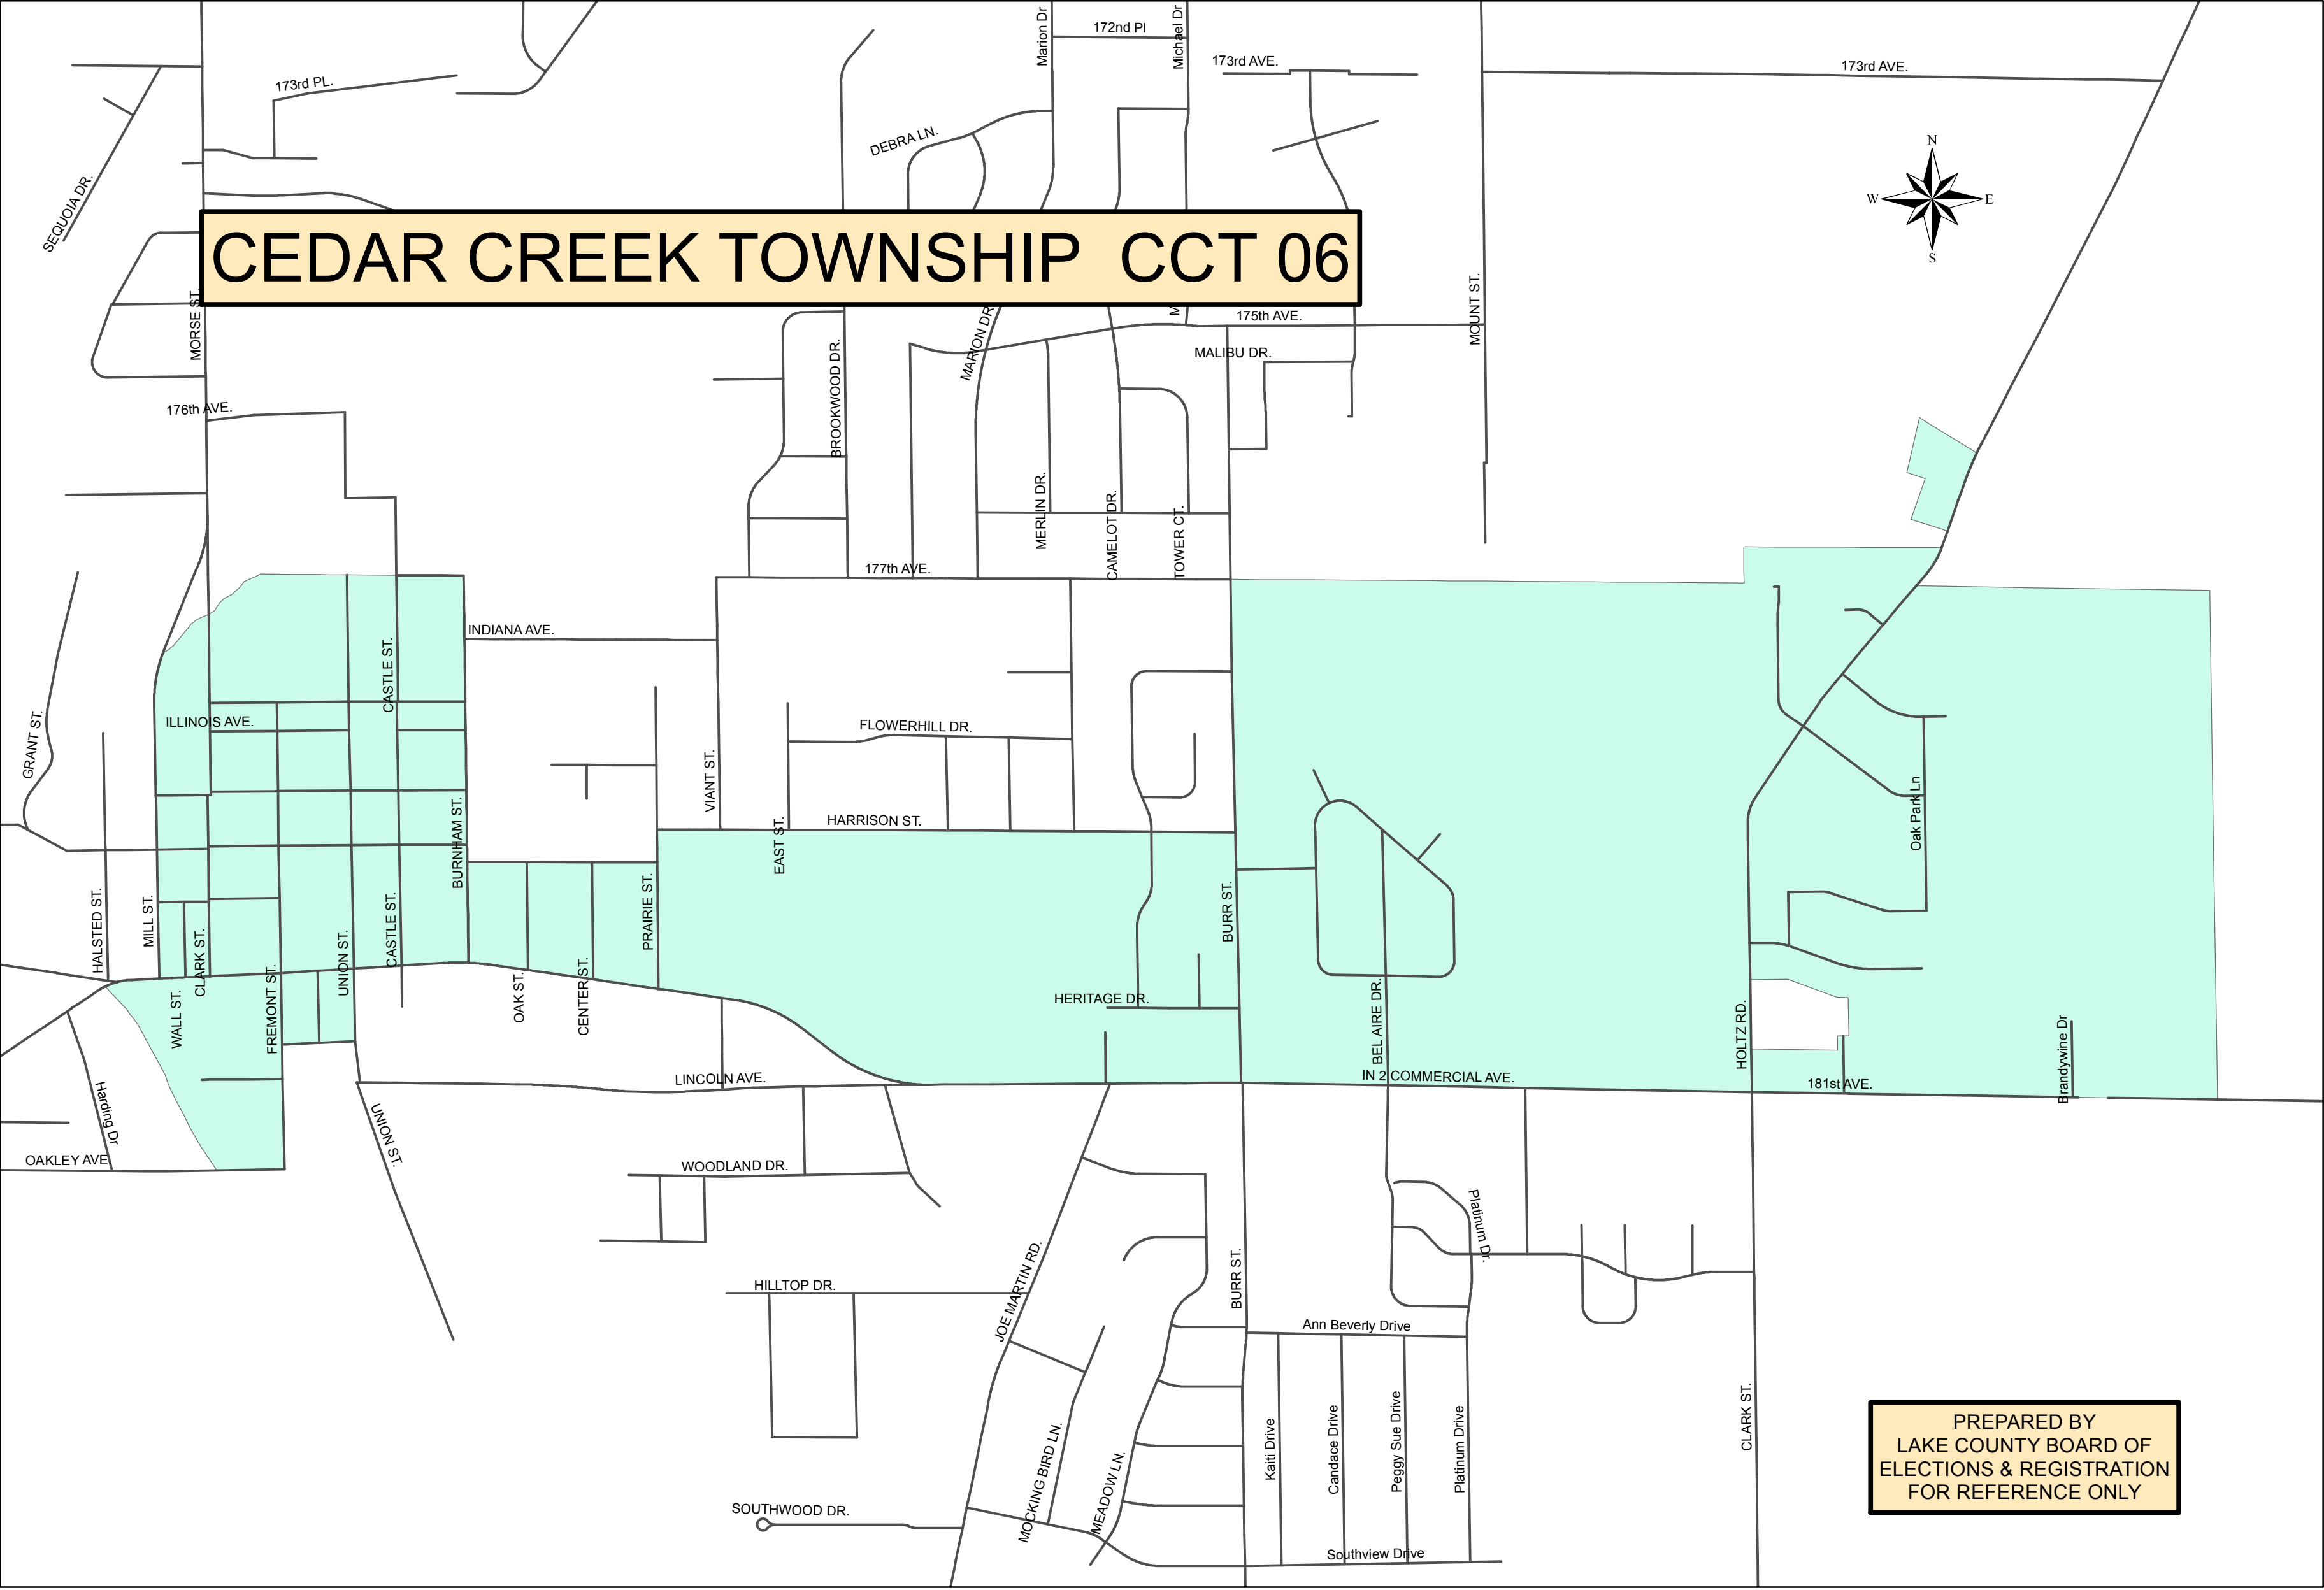 Marion Dr
172nd Pl
Michael Dr
173rd AVE.
173rd AVE.
173rd PL.
DEBRA LN.
SEQUOIA DR.
N
W
E
S
CEDAR CREEK TOWNSHIP CCT 06
MORSE ST.
MARION DR.
M
175th AVE.
MOUNT ST.
MALIBU DR.
BROOKWOOD DR.
176th AVE.
MERLIN DR.
CAMELOT DR.
TOWER CT.
177th AVE.
INDIANA AVE.
CASTLE ST.
GRANT ST.
ILLINOIS AVE.
FLOWERHILL DR.
VIANT ST.
HARRISON ST.
EAST ST.
BURNHAM ST.
Oak Park Ln
HALSTED ST.
MILL ST.
CLARK ST.
UNION ST.
CASTLE ST.
PRAIRIE ST.
BURR ST.
WALL ST.
FREMONT ST.
OAK ST.
CENTER ST.
HERITAGE DR.
BEL AIRE DR.
HOLTZ RD.
Brandywine Dr
LINCOLN AVE.
IN 2 COMMERCIAL AVE.
181st AVE.
Harding Dr
UNION ST.
OAKLEY AVE
WOODLAND DR.
Platinum Dr.
HILLTOP DR.
JOE MARTIN RD.
BURR ST.
Ann Beverly Drive
Kaiti Drive
Candace Drive
Peggy Sue Drive
Platinum Drive
CLARK ST.
MOCKING BIRD LN.
MEADOW LN.
SOUTHWOOD DR.
Southview Drive
PREPARED BY
LAKE COUNTY BOARD OF
ELECTIONS & REGISTRATION
FOR REFERENCE ONLY